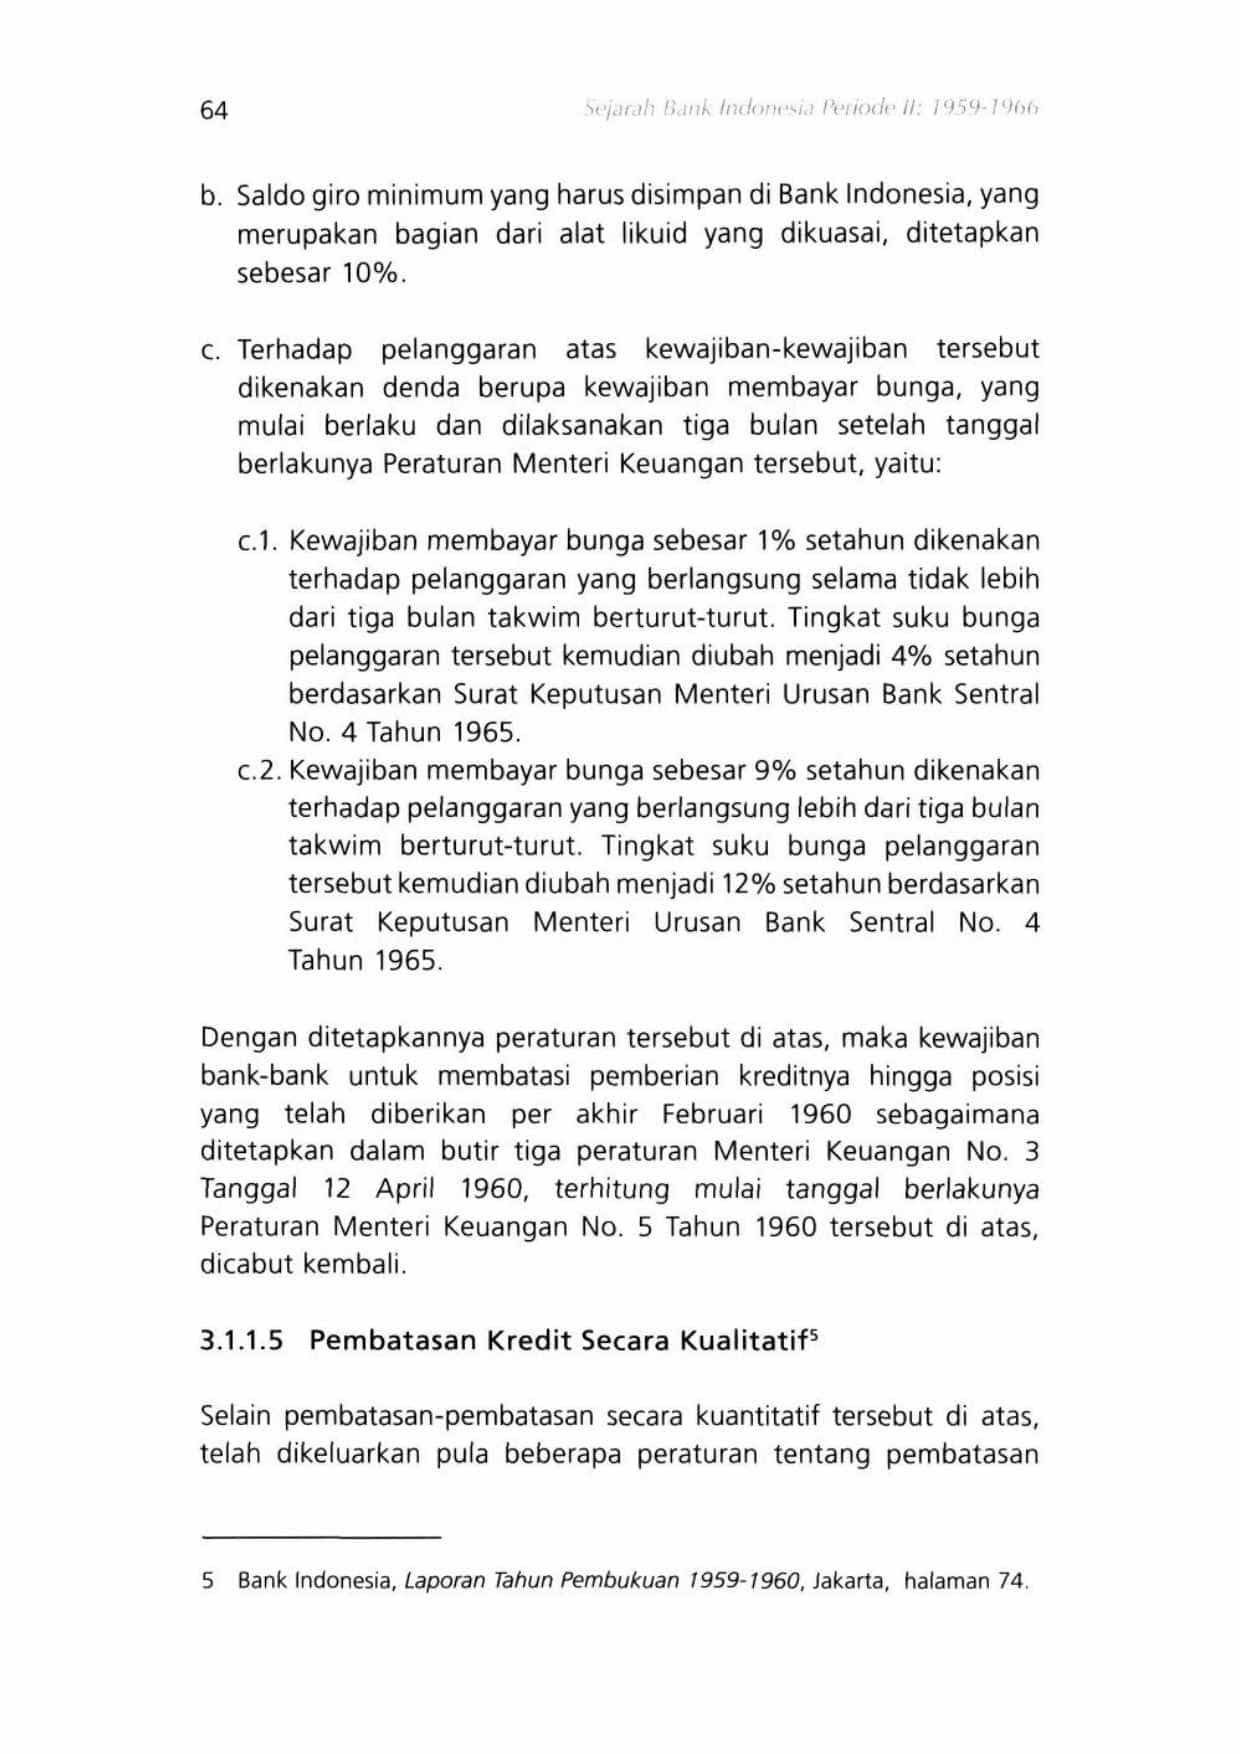 64
Sejarah Bank Indonesia Periode II: 1959-1966
b. Saldo giro minimum yang harus disimpan di Bank Indonesia, yang
merupakan bagian dari alat likuid yang dikuasai, ditetapkan
sebesar 10%.
c. Terhadap pelanggaran atas kewajiban-kewajiban tersebut
dikenakan denda berupa kewajiban membayar bunga, yang
mulai berlaku dan dilaksanakan tiga bulan setelah tanggal
berlakunya Peraturan Menteri Keuangan tersebut, yaitu:
c.1. Kewajiban membayar bunga sebesar 1% setahun dikenakan
terhadap pelanggaran yang berlangsung selama tidak lebih
dari tiga bulan takwim berturut-turut. Tingkat suku bunga
pelanggaran tersebut kemudian diubah menjadi 4% setahun
berdasarkan Surat Keputusan Menteri Urusan Bank Sentral
No. 4 Tahun 1965.
c.2. Kewajiban membayar bunga sebesar 9% setahun dikenakan
terhadap pelanggaran yang berlangsung lebih dari tiga bulan
takwim berturut-turut. Tingkat suku bunga pelanggaran
tersebut kemudian diubah menjadi 12% setahun berdasarkan
Surat Keputusan Menteri Urusan Bank Sentral No. 4
Tahun 1965.
Dengan ditetapkannya peraturan tersebut di atas, maka kewajiban
bank-bank untuk membatasi pemberian kreditnya hingga posisi
yang telah diberikan per akhir Februari 1960 sebagaimana
ditetapkan dalam butir tiga peraturan Menteri Keuangan No. 3
Tanggal 12 April 1960, terhitung mulai tanggal berlakunya
Peraturan Menteri Keuangan No. 5 Tahun 1960 tersebut di atas,
dicabut kembali.
3.1.1.5 Pembatasan Kredit Secara Kualitatif⁵
Selain pembatasan-pembatasan secara kuantitatif tersebut di atas,
telah dikeluarkan pula beberapa peraturan tentang pembatasan
5 Bank Indonesia, Laporan Tahun Pembukuan 1959-1960, Jakarta, halaman 74.